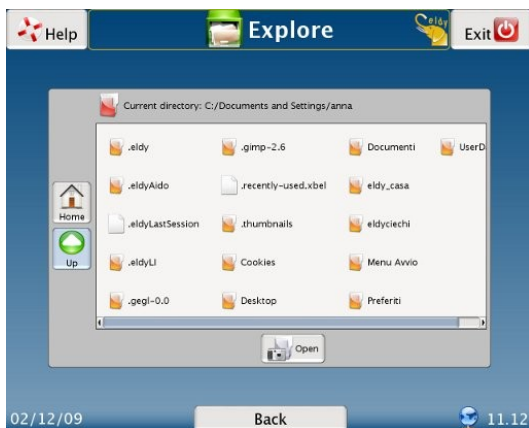 Help
Explore
eldy
Exit
Current directory: C:/Documents and Settings/anna
.eldy
.gimp-2.6
Documenti
UserD
.eldyAido
.recently-used.xbel
eldy_casa
Home
.eldyLastSession
.thumbnails
eldyciechi
Up
.eldyLI
Cookies
Menu Avvio
.gegl-0.0
Desktop
Preferiti
Open
02/12/09
Back
11.12